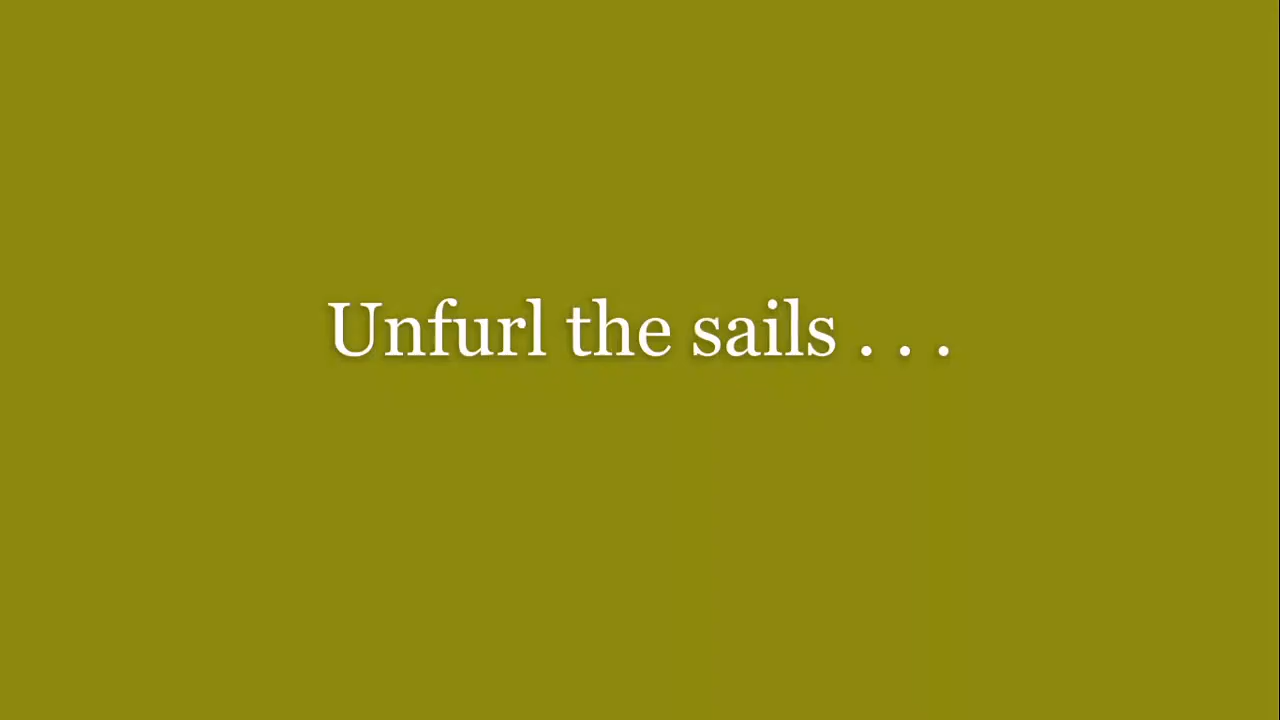 Unfurl the sails . . .